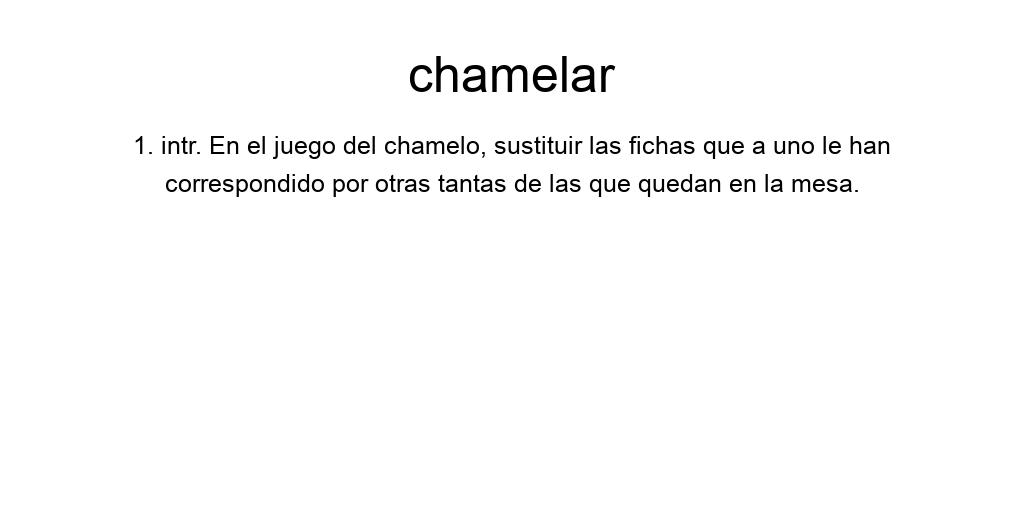 chamelar
1. intr. En el juego del chamelo, sustituir las fichas que a uno le han
correspondido por otras tantas de las que quedan en la mesa.